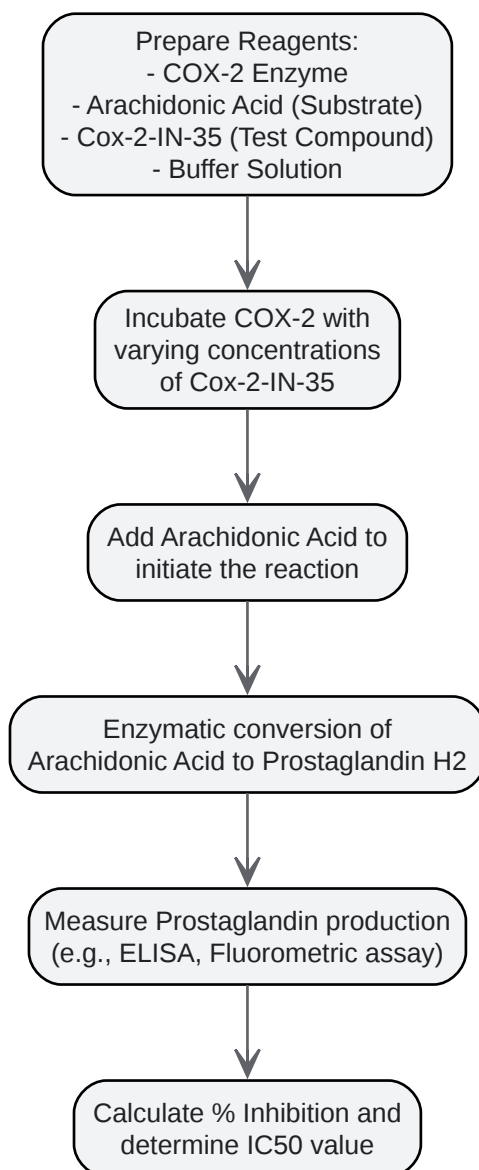 Prepare Reagents:
- COX-2 Enzyme
- Arachidonic Acid (Substrate)
- Cox-2-IN-35 (Test Compound)
- Buffer Solution
Incubate COX-2 with
varying concentrations
of Cox-2-IN-35
Add Arachidonic Acid to
initiate the reaction
Enzymatic conversion of
Arachidonic Acid to Prostaglandin H2
Measure Prostaglandin production
(e.g., ELISA, Fluorometric assay)
Calculate % Inhibition and
determine IC50 value